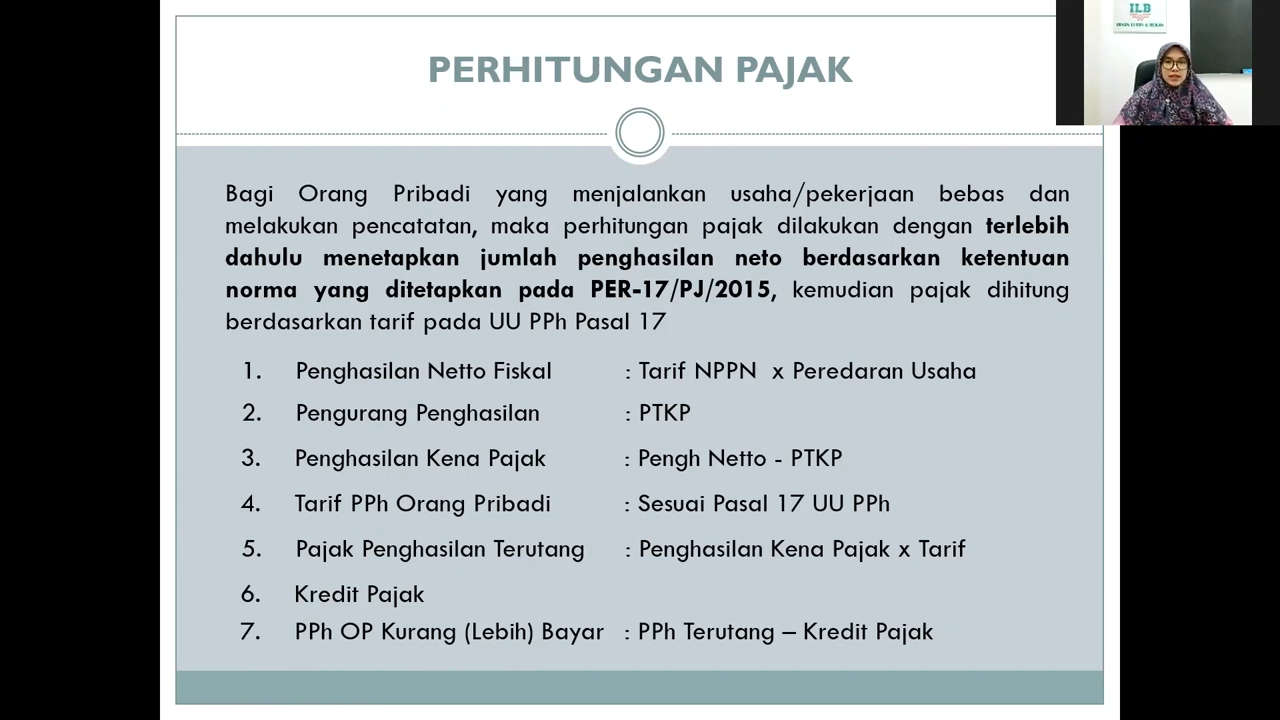 ILB
PERHITUNGAN PAJAK
Bagi Orang Pribadi yang menjalankan usaha/pekerjaan bebas dan
melakukan pencatatan, maka perhitungan pajak dilakukan dengan terlebih
dahulu menetapkan jumlah penghasilan neto berdasarkan ketentuan
norma yang ditetapkan pada PER-17/PJ/2015, kemudian pajak dihitung
berdasarkan tarif pada UU PPh Pasal 17
1. Penghasilan Netto Fiskal : Tarif NPPN x Peredaran Usaha
2. Pengurang Penghasilan : PTKP
3. Penghasilan Kena Pajak : Pengh Netto - PTKP
4. Tarif PPh Orang Pribadi : Sesuai Pasal 17 UU PPh
5. Pajak Penghasilan Terutang : Penghasilan Kena Pajak x Tarif
6. Kredit Pajak
7. PPh OP Kurang (Lebih) Bayar : PPh Terutang – Kredit Pajak